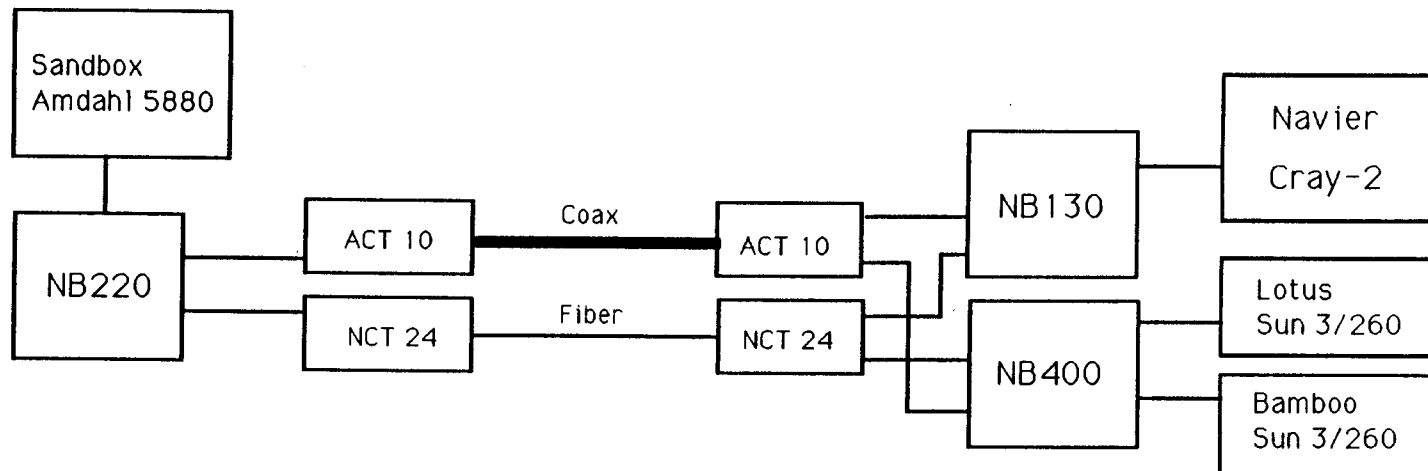 Sandbox
Amdahl 5880
NB220
ACT 10
NCT 24
Coax
Fiber
ACT 10
NCT 24
NB130
NB400
Navier
Cray-2
Lotus
Sun 3/260
Bamboo
Sun 3/260